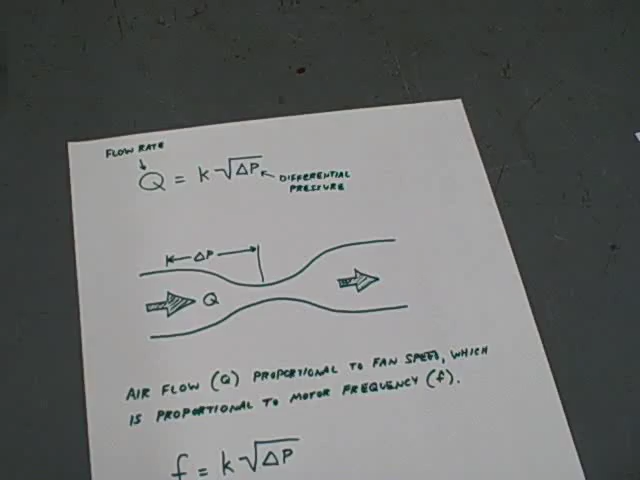 FLOW RATE
Q = k√ΔP
DIFFERENTIAL
PRESSURE
ΔP
Q
AIR FLOW (Q) PROPORTIONAL TO FAN SPEED, WHICH
IS PROPORTIONAL TO MOTOR FREQUENCY (f).
f = k√ΔP